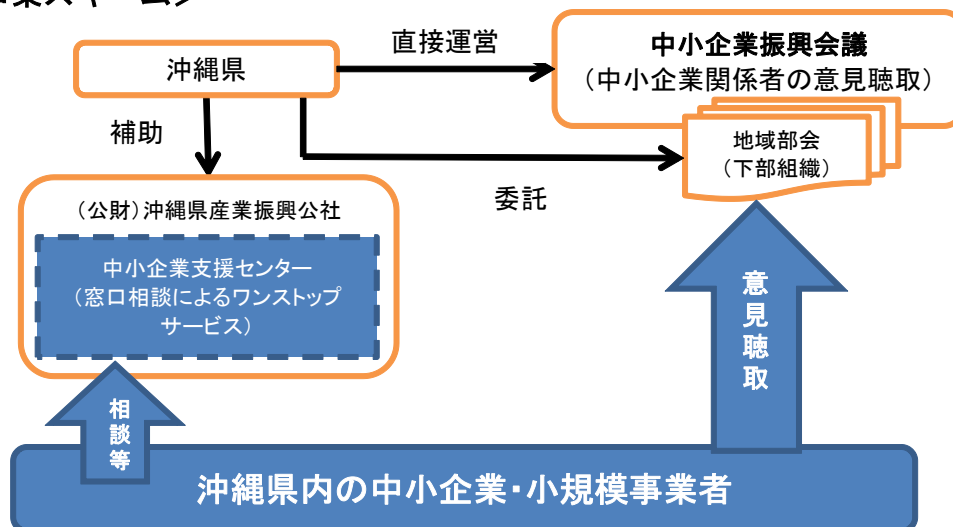 沖縄県
直接運営
中小企業振興会議
（中小企業関係者の意見聴取）
地域部会
（下部組織）
補助
委託
（公財）沖縄県産業振興公社
中小企業支援センター
（窓口相談によるワンストップ
サービス）
意見聴取
相談等
沖縄県内の中小企業・小規模事業者